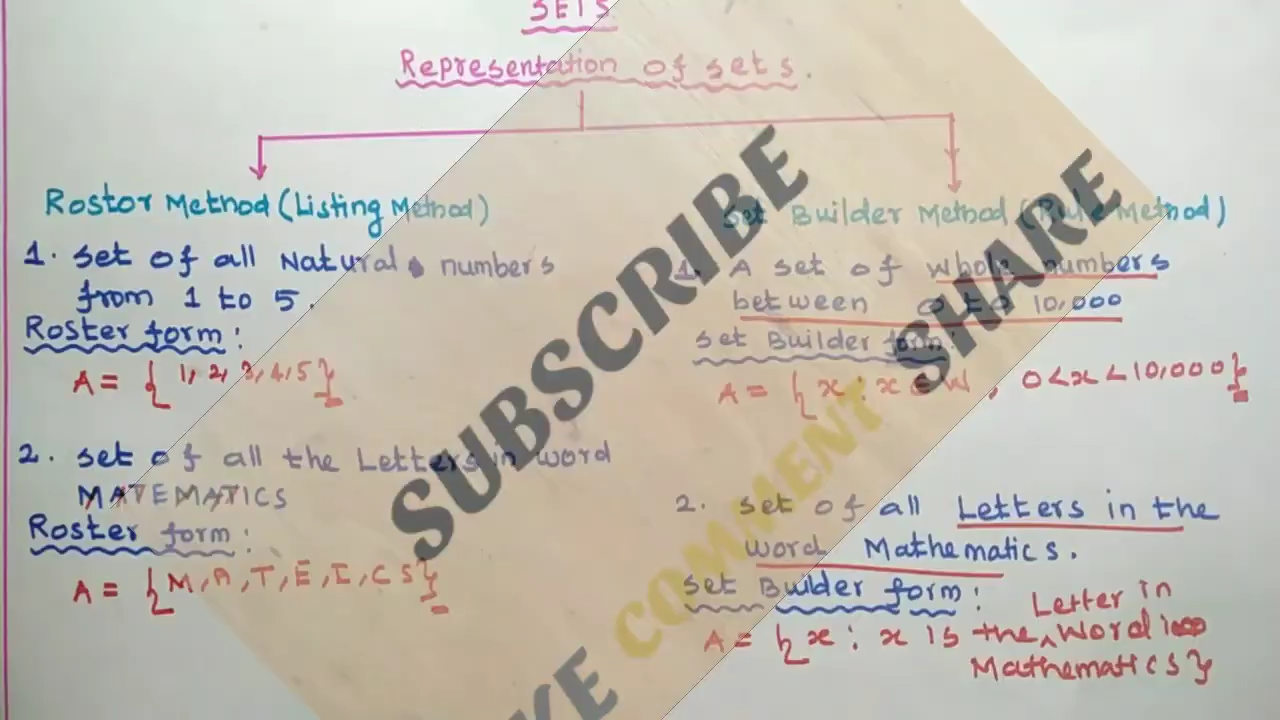 SETS
Representation of sets.
Rostor Method (Listing Method)
1. set of all Natural numbers
from 1 to 5.
Roster form:
A = { 1, 2, 3, 4, 5 }
2. set of all the Letters in word
MATEMATICS
Roster form:
A = { M, A, T, E, I, C S }
Set Builder Method (Rule Method)
1. A set of whole numbers
between 0 to 10,000
set Builder form:
A = { x : x ∈ W , 0 < x < 10,000 }
2. set of all Letters in the
word Mathematics.
set Builder form:
Letter in
A = { x : x is the ^ Word
Mathematics }
SUBSCRIBE
SHARE
COMMENT